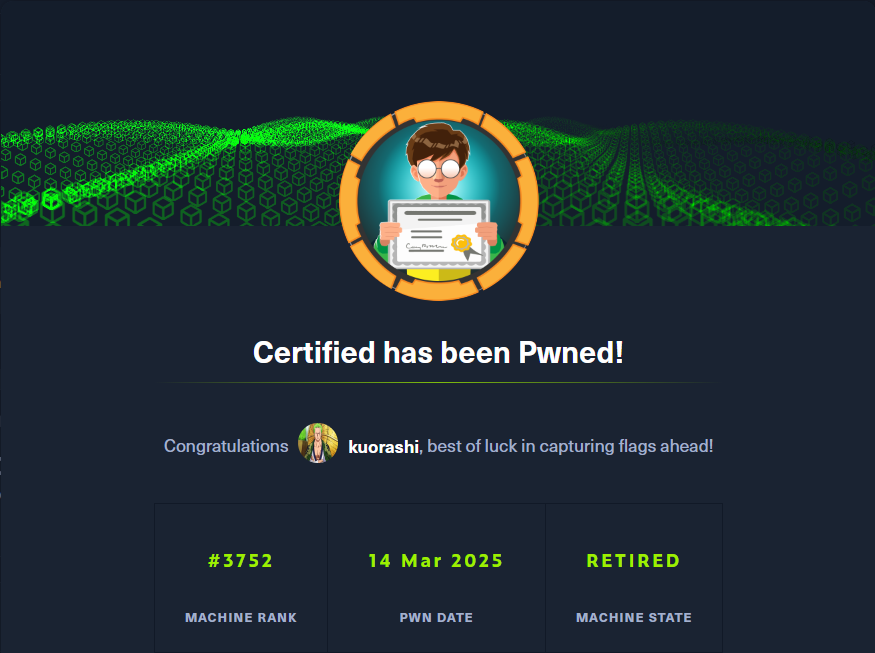 Certified has been Pwned!
Congratulations kuorashi, best of luck in capturing flags ahead!
#3752 14 Mar 2025 RETIRED
MACHINE RANK PWN DATE MACHINE STATE